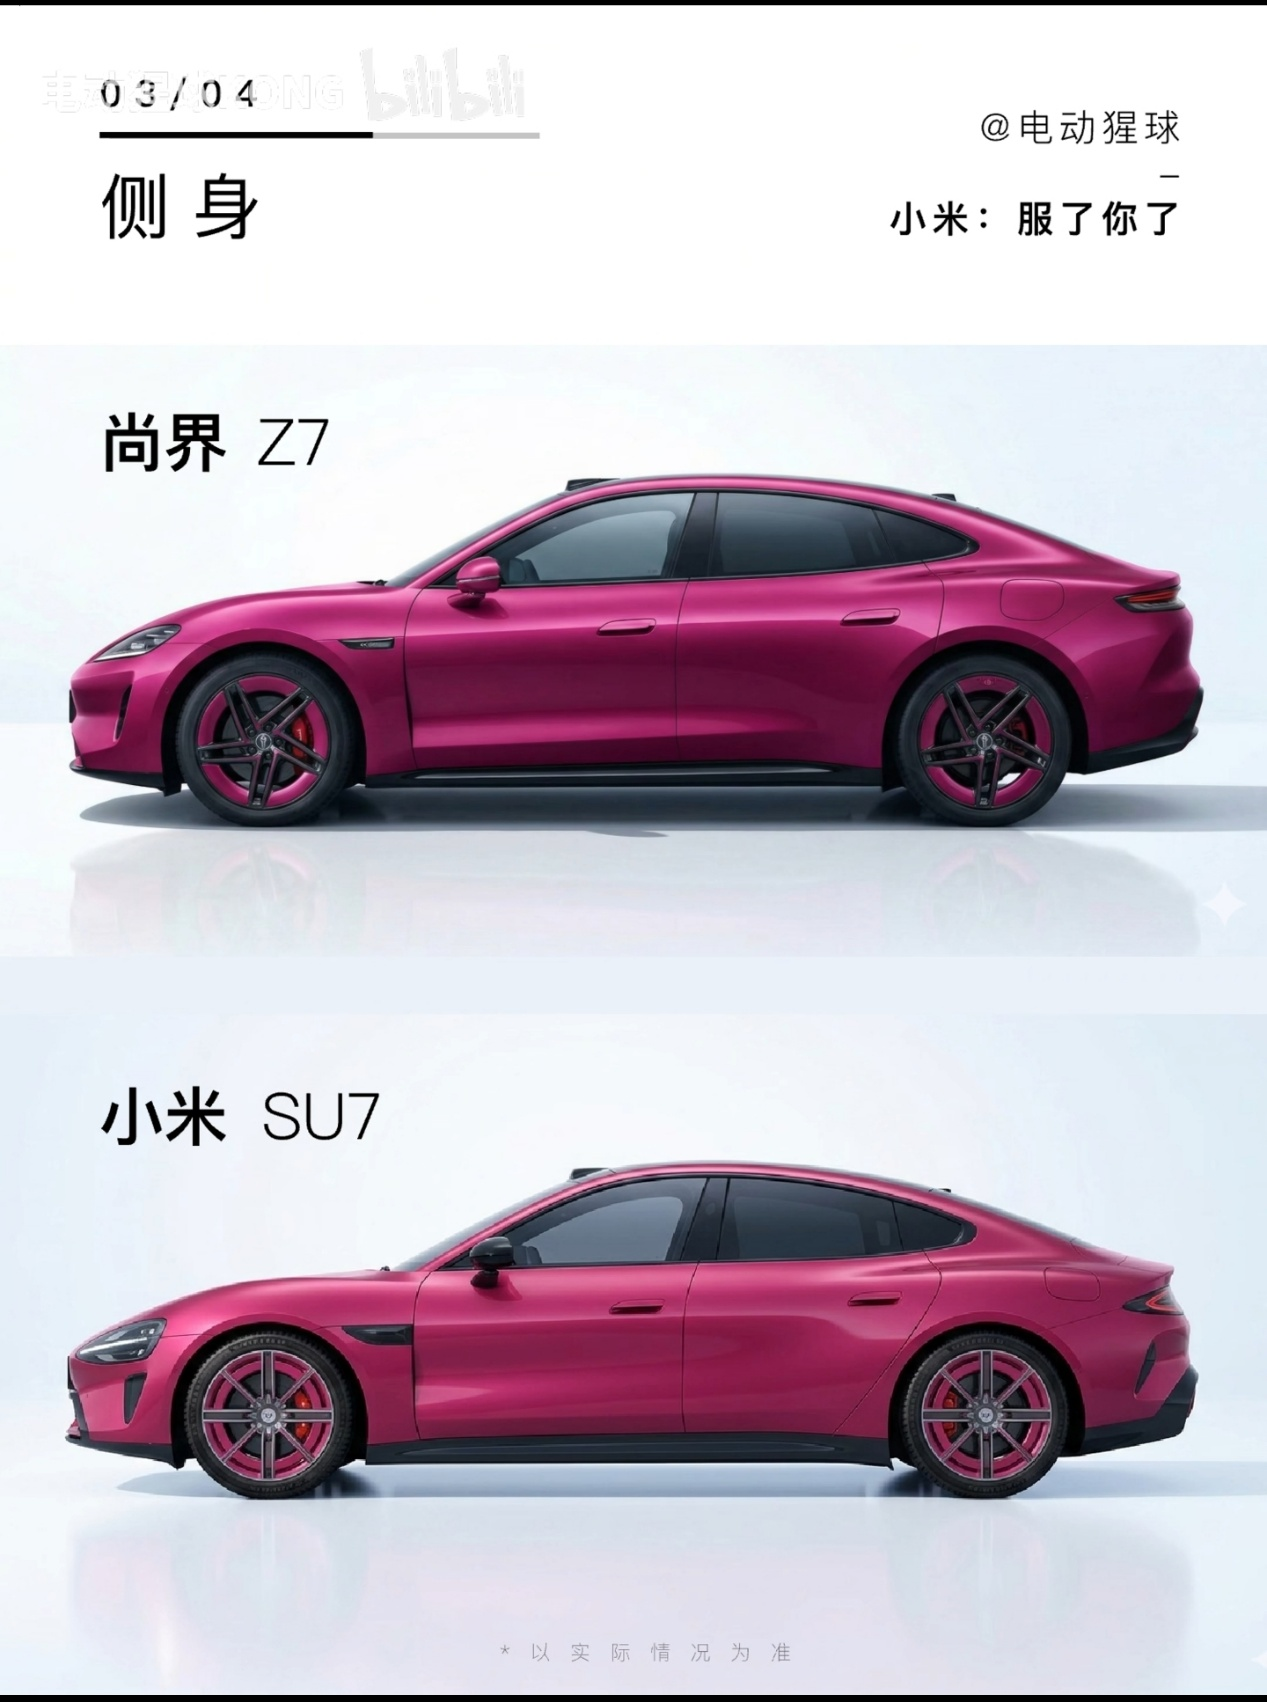 03/04
bilibili
@电动猩球
小米：服了你了
侧身
尚界 Z7
小米 SU7
*以实际情况为准